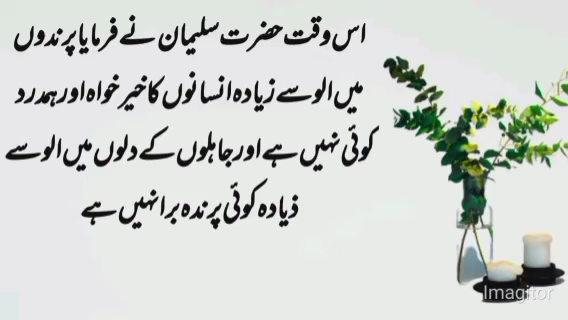 اس وقت حضرت سلیمان نے فرمایا پرندوں
میں الو سے زیادہ انسانوں کا خیر خواہ اور ہمدرد
کوئی نہیں ہے اور جاہلوں کے دلوں میں الو سے
ذیادہ کوئی پرندہ برا نہیں ہے
Imagitor